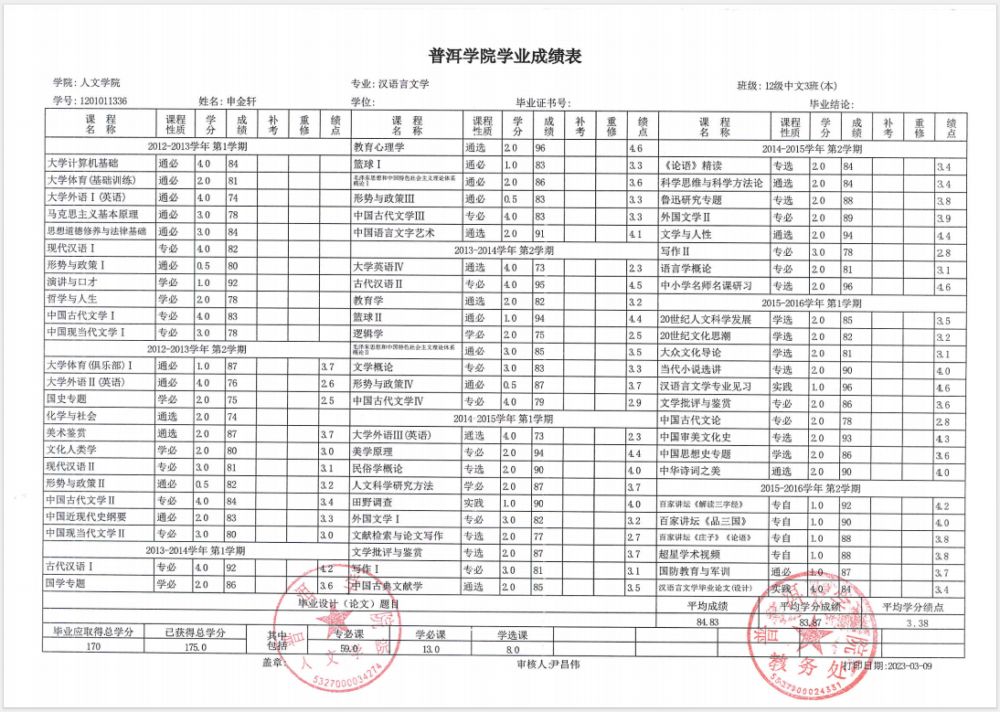 普洱学院学业成绩表
学院: 人文学院 专业: 汉语言文学 班级: 12级中文3班(本)
学号: 1201011336 姓名: 申金轩 学位: 毕业证书号: 毕业结论:
课程名称 课程性质 学分 成绩 补考 重修 绩点
2012-2013学年 第1学期
大学计算机基础 通必 4.0 84
大学体育(基础训练) 通必 2.0 81
大学外语Ⅰ(英语) 通必 4.0 74
马克思主义基本原理 通必 3.0 78
思想道德修养与法律基础 通必 3.0 84
现代汉语Ⅰ 专必 4.0 82
形势与政策Ⅰ 通必 0.5 80
演讲与口才 学必 1.0 92
哲学与人生 学必 2.0 78
中国古代文学Ⅰ 专必 4.0 83
中国现当代文学Ⅰ 专必 3.0 78
2012-2013学年 第2学期
大学体育(俱乐部)Ⅰ 通必 1.0 87 3.7
大学外语Ⅱ(英语) 通必 4.0 76 2.6
国史专题 学必 2.0 75 2.5
化学与社会 通选 2.0 74
美术鉴赏 通选 2.0 87 3.7
文化人类学 学必 2.0 80 3.0
现代汉语Ⅱ 专必 3.0 81 3.1
形势与政策Ⅱ 通必 0.5 82 3.2
中国古代文学Ⅱ 专必 4.0 84 3.4
中国近现代史纲要 通必 2.0 83 3.3
中国现当代文学Ⅱ 专必 3.0 80 3.0
2013-2014学年 第1学期
古代汉语Ⅰ 专必 4.0 92 4.2
国学专题 学必 2.0 86 3.6
课程名称 课程性质 学分 成绩 补考 重修 绩点
教育心理学 通选 2.0 96 4.6
篮球Ⅰ 通必 1.0 83 3.3
毛泽东思想和中国特色社会主义理论体系概论Ⅰ 通必 2.0 86 3.6
形势与政策Ⅲ 通必 0.5 83 3.3
中国古代文学Ⅲ 专必 4.0 83 3.3
中国语言文字艺术 通选 2.0 91 4.1
2013-2014学年 第2学期
大学英语Ⅳ 通选 4.0 73 2.3
古代汉语Ⅱ 专必 4.0 95 4.5
教育学 通选 2.0 82 3.2
篮球Ⅱ 通必 1.0 94 4.4
逻辑学 学必 2.0 75 2.5
毛泽东思想和中国特色社会主义理论体系概论Ⅱ 通必 3.0 85 3.5
文学概论 专必 3.0 83 3.3
形势与政策Ⅳ 通必 0.5 87 3.7
中国古代文学Ⅳ 专必 4.0 79 2.9
2014-2015学年 第1学期
大学外语Ⅲ(英语) 通选 4.0 73 2.3
美学原理 专必 2.0 94 4.4
民俗学概论 专选 2.0 90 4.0
人文科学研究方法 学必 2.0 87 3.7
田野调查 实践 1.0 90 4.0
外国文学Ⅰ 专必 3.0 82 3.2
文献检索与论文写作 专选 2.0 77 2.7
文学批评与鉴赏 专选 2.0 87 3.7
写作Ⅰ 专必 3.0 81 3.1
中国古典文献学 通选 2.0 85 3.5
课程名称 课程性质 学分 成绩 补考 重修 绩点
2014-2015学年 第2学期
《论语》精读 专选 2.0 84 3.4
科学思维与科学方法论 通选 2.0 84 3.4
鲁迅研究专题 专选 2.0 88 3.8
外国文学Ⅱ 专必 2.0 89 3.9
文学与人性 通选 2.0 94 4.4
写作Ⅱ 专必 3.0 78 2.8
语言学概论 专必 2.0 81 3.1
中小学名师名课研习 专选 2.0 96 4.6
2015-2016学年 第1学期
20世纪人文科学发展 学选 2.0 85 3.5
20世纪文化思潮 学选 2.0 82 3.2
大众文化导论 学选 2.0 81 3.1
当代小说选讲 专选 2.0 90 4.0
汉语言文学专业见习 实践 1.0 96 4.6
文学批评与鉴赏 专必 2.0 86 3.6
中国古代文论 专必 2.0 78 2.8
中国审美文化史 专选 2.0 93 4.3
中国思想史专题 学选 2.0 86 3.6
中华诗词之美 通选 2.0 90 4.0
2015-2016学年 第2学期
百家讲坛《解读三字经》 专自 1.0 92 4.2
百家讲坛《品三国》 专自 1.0 90 4.0
百家讲坛《庄子》《论语》 专自 1.0 88 3.8
超星学术视频 专自 1.0 88 3.8
国防教育与军训 通必 1.0 87 3.7
汉语言文学毕业论文(设计) 实践 4.0 84 3.4
毕业设计（论文）题目 平均成绩 平均学分成绩 平均学分绩点
84.83 83.87 3.38
毕业应取得总学分 已获得总学分 其中包括 专必课 学必课 学选课
170 175.0 59.0 13.0 8.0
盖章: 审核人:尹昌伟 打印日期:2023-03-09
普洱学院
人文学院
5327000034274
普洱学院
教务处
5327200024331